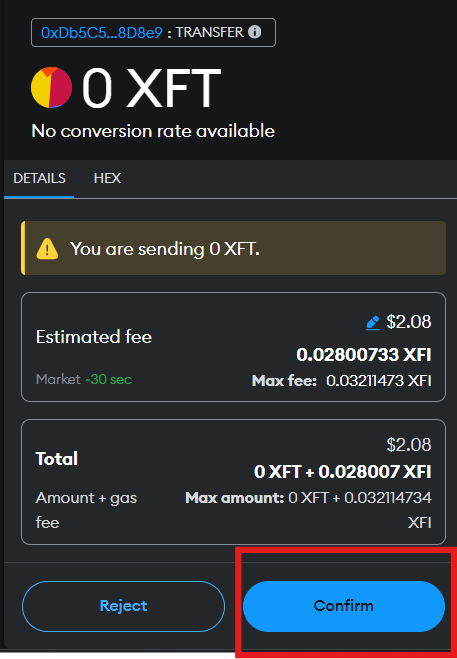 0xDb5C5...8D8e9 : TRANSFER
0 XFT
No conversion rate available
DETAILS HEX
You are sending 0 XFT.
$2.08
Estimated fee
0.02800733 XFI
Market ~30 sec Max fee: 0.03211473 XFI
$2.08
Total
0 XFT + 0.028007 XFI
Amount + gas fee
Max amount: 0 XFT + 0.032114734 XFI
Reject Confirm